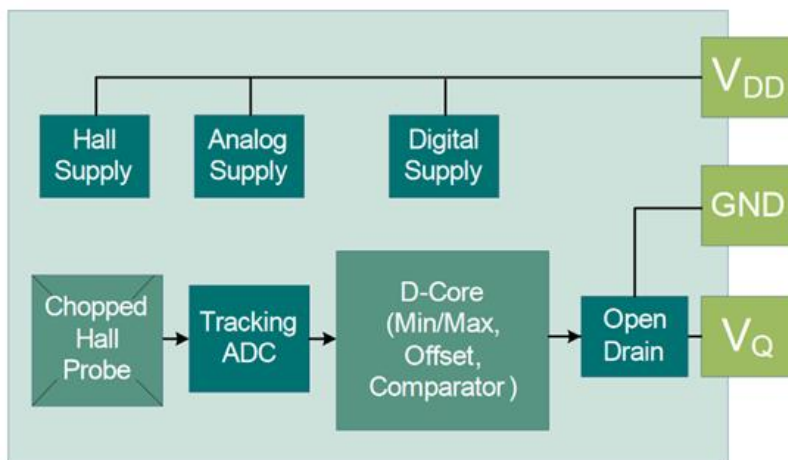 VDD
Hall
Supply
Analog
Supply
Digital
Supply
GND
Chopped
Hall
Probe
Tracking
ADC
D-Core
(Min/Max,
Offset,
Comparator)
Open
Drain
VQ